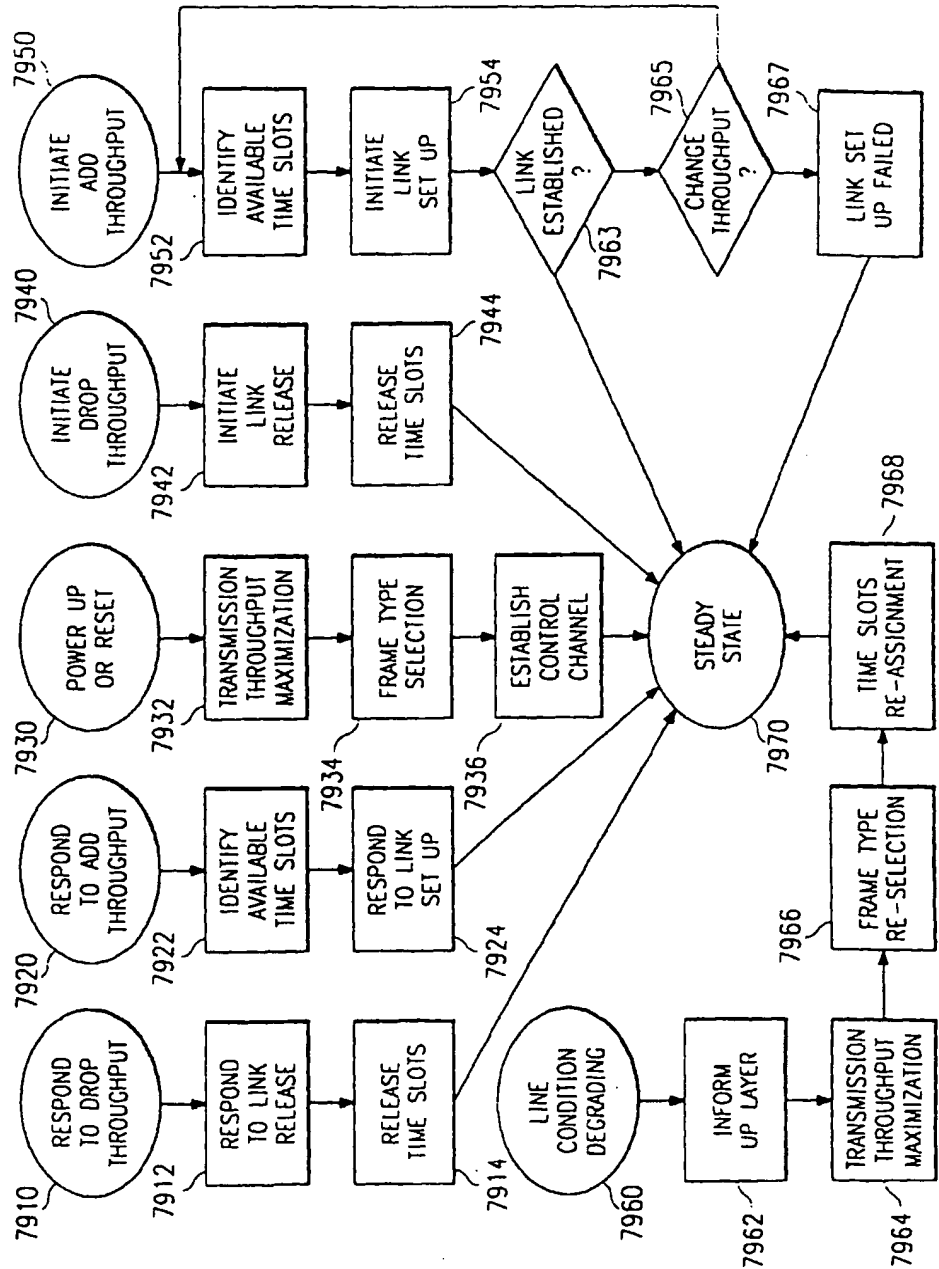 7910
RESPOND
TO DROP
THROUGHPUT
7912
RESPOND
TO LINK
RELEASE
RELEASE
TIME SLOTS
7914
7920
RESPOND
TO ADD
THROUGHPUT
7922
IDENTIFY
AVAILABLE
TIME SLOTS
RESPOND
TO LINK
SET UP
7924
7930
POWER UP
OR RESET
7932
TRANSMISSION
THROUGHPUT
MAXIMIZATION
7934
FRAME TYPE
SELECTION
7936
ESTABLISH
CONTROL
CHANNEL
INITIATE
DROP
THROUGHPUT
7940
7942
INITIATE
LINK
RELEASE
RELEASE
TIME SLOTS
7944
INITIATE
ADD
THROUGHPUT
7950
7952
IDENTIFY
AVAILABLE
TIME SLOTS
INITIATE
LINK
SET UP
7954
LINK
ESTABLISHED
?
7963
CHANGE
THROUGHPUT
?
7965
LINK SET
UP FAILED
7967
LINE
CONDITION
DEGRADING
7960
INFORM
UP LAYER
7962
TRANSMISSION
THROUGHPUT
MAXIMIZATION
7964
7966
FRAME TYPE
RE-SELECTION
TIME SLOTS
RE-ASSIGNMENT
7968
STEADY
STATE
7970